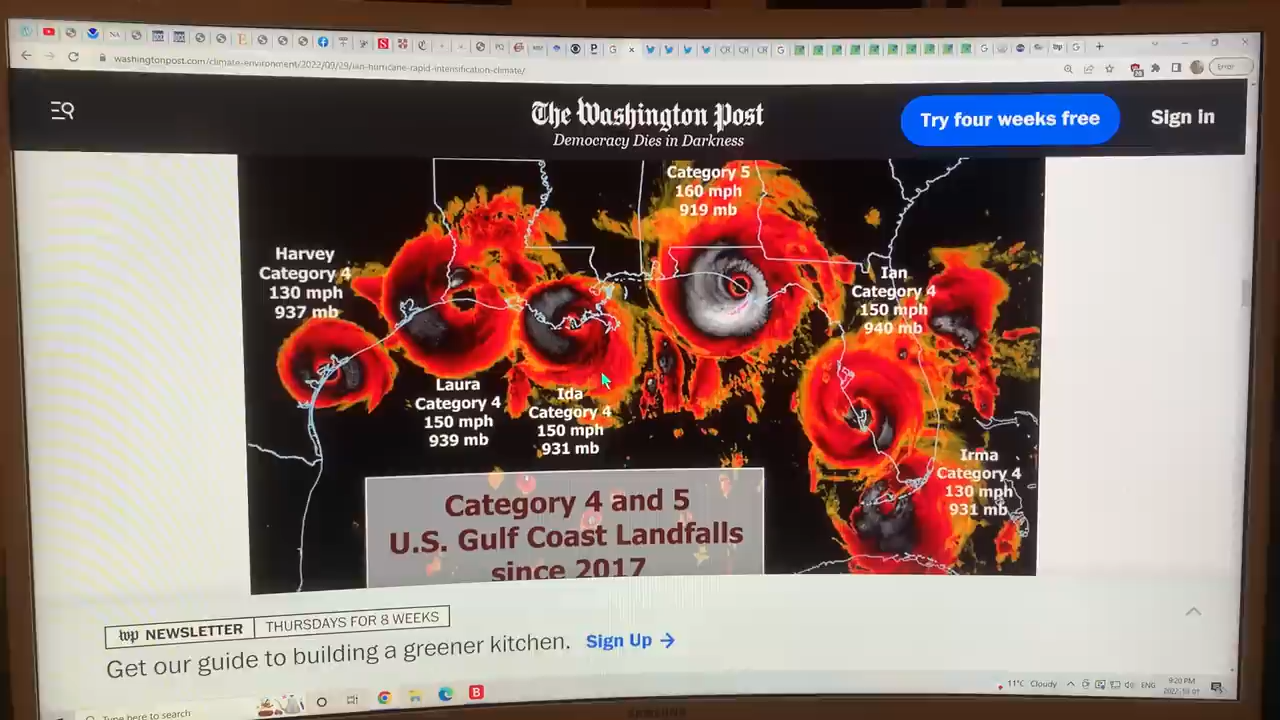 washingtonpost.com/climate-environment/2022/09/29/ian-hurricane-rapid-intensification-climate/
Error
The Washington Post
Democracy Dies in Darkness
Try four weeks free
Sign in
Category 5
160 mph
919 mb
Harvey
Category 4
130 mph
937 mb
Ian
Category 4
150 mph
940 mb
Laura
Category 4
150 mph
939 mb
Ida
Category 4
150 mph
931 mb
Irma
Category 4
130 mph
931 mb
Category 4 and 5
U.S. Gulf Coast Landfalls
since 2017
wp NEWSLETTER THURSDAYS FOR 8 WEEKS
Get our guide to building a greener kitchen. Sign Up →
Type here to search
11°C Cloudy
ENG
9:20 PM
SAMSUNG